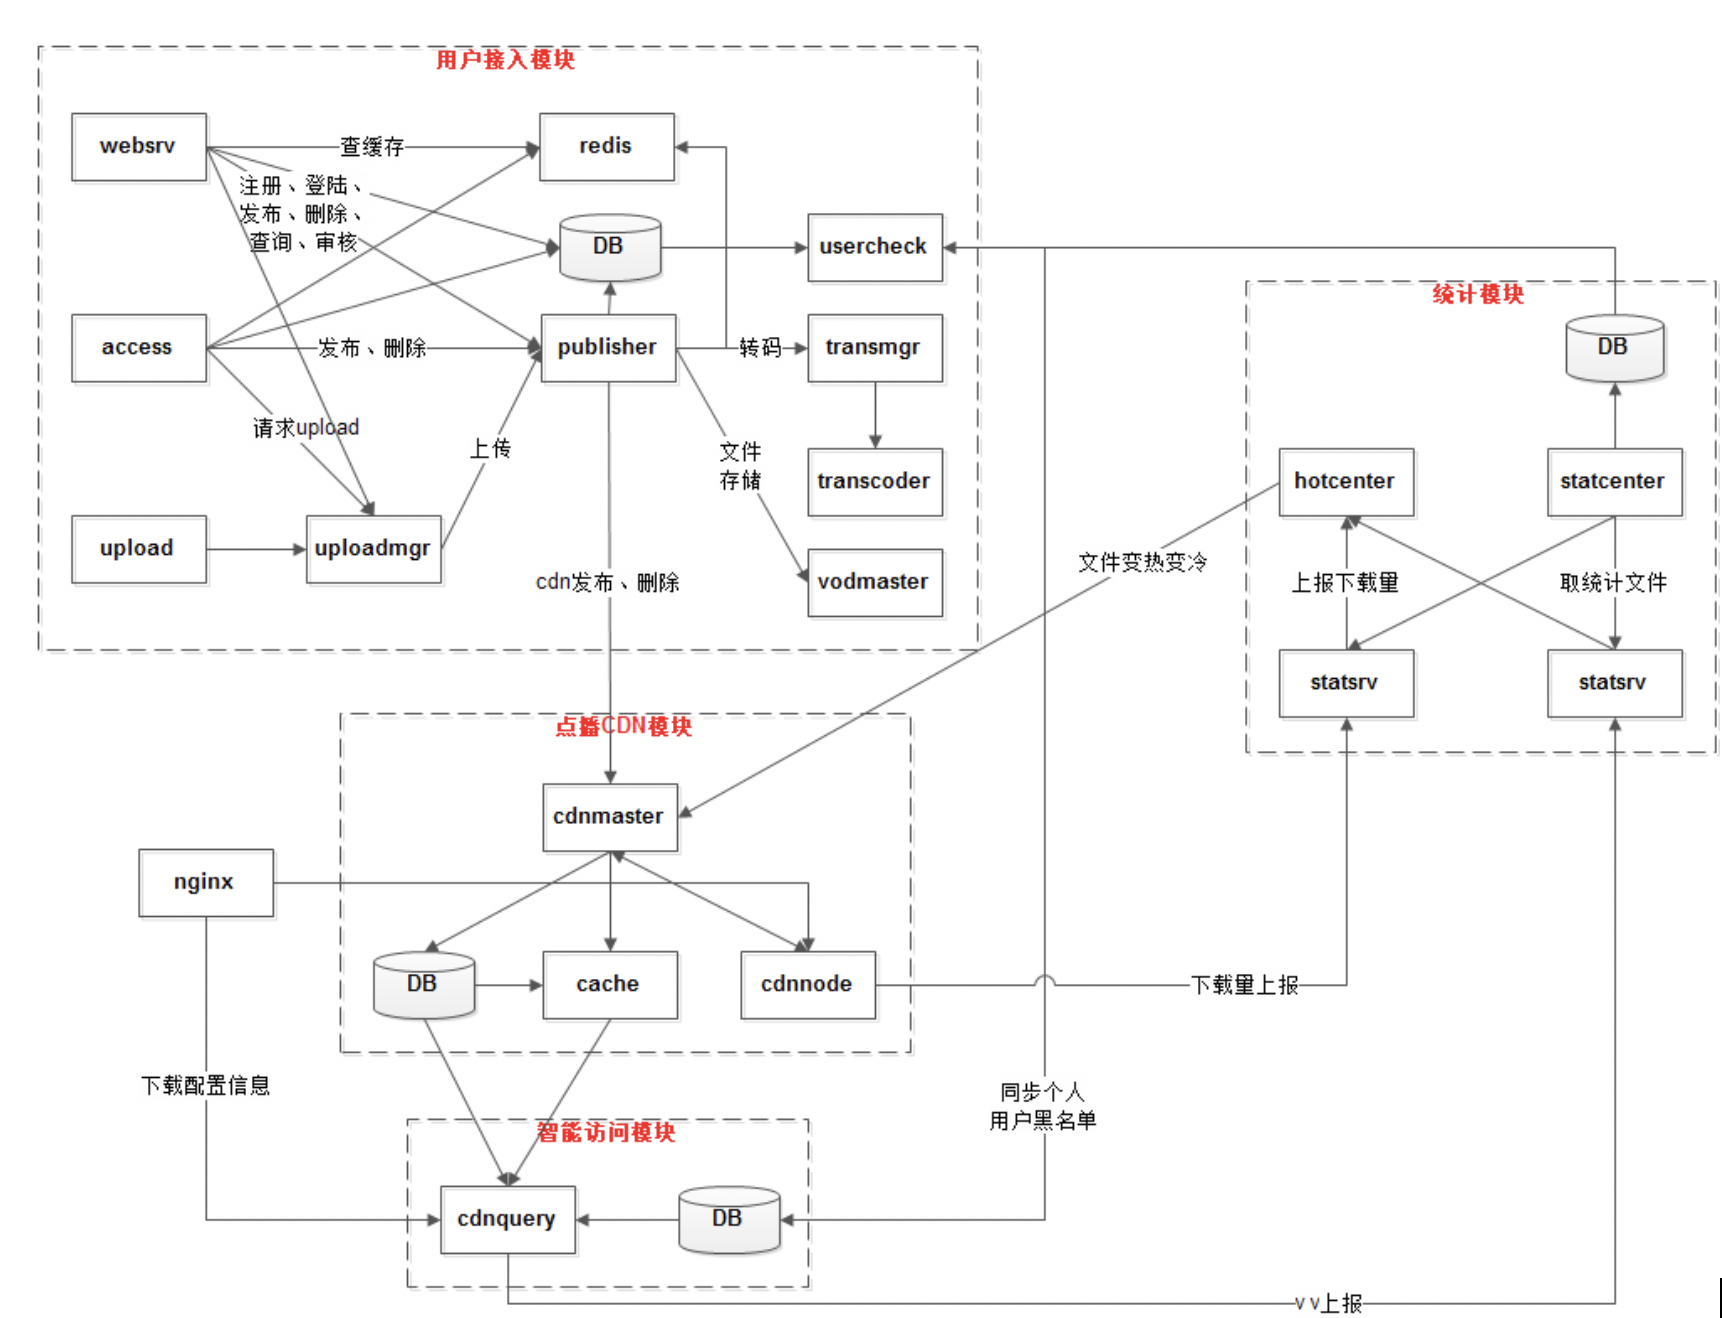 用户接入模块
websrv
查缓存
redis
注册、登陆、
发布、删除、
查询、审核
DB
usercheck
统计模块
access
发布、删除
publisher
转码
transmgr
DB
请求upload
上传
文件
存储
transcoder
hotcenter
statcenter
upload
uploadmgr
cdn发布、删除
vodmaster
文件变热变冷
上报下载量
取统计文件
statsrv
statsrv
点播CDN模块
cdnmaster
nginx
DB
cache
cdnnode
下载量上报
下载配置信息
同步个人
用户黑名单
智能访问模块
cdnquery
DB
v v上报